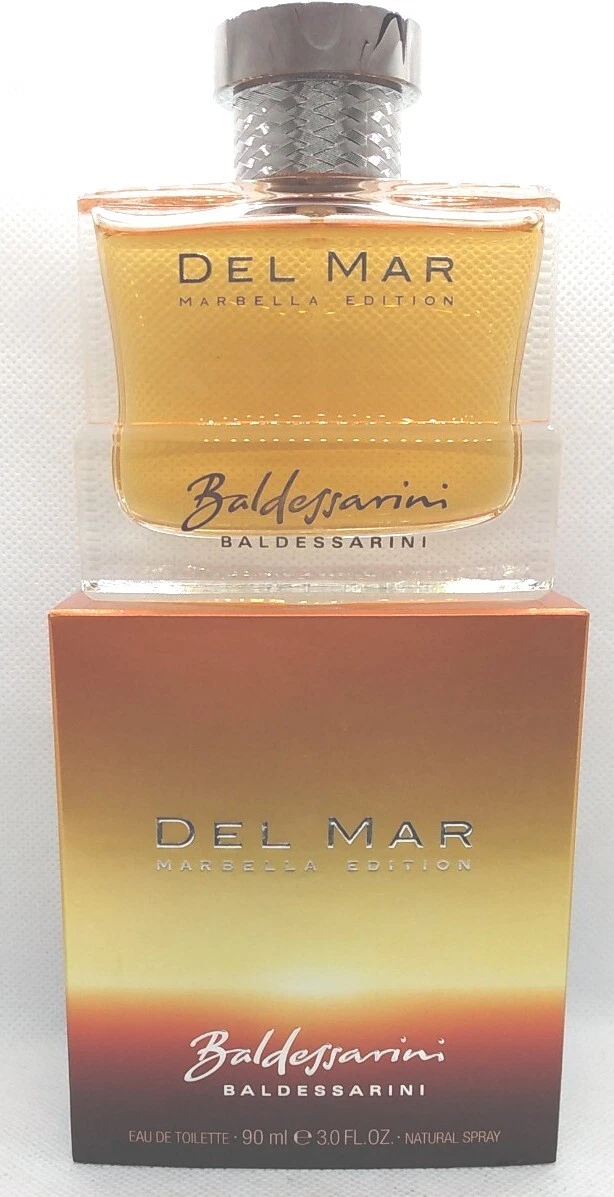 DEL MAR
MARBELLA EDITION
Baldessarini
BALDESSARINI
DEL MAR
MARBELLA EDITION
Baldessarini
BALDESSARINI
EAU DE TOILETTE · 90 ml ℮ 3.0 FL.OZ. · NATURAL SPRAY